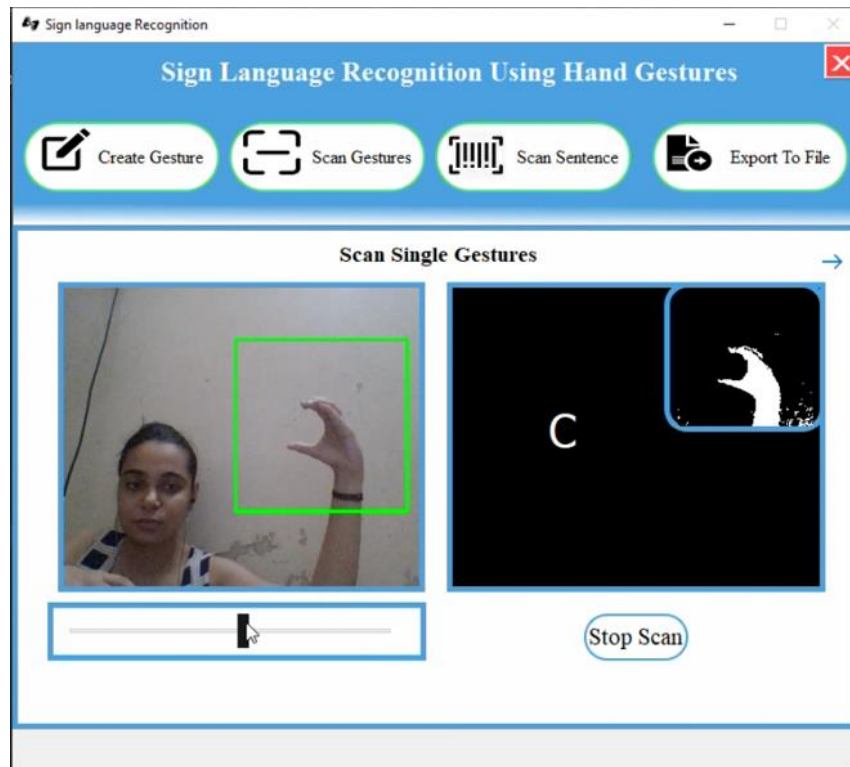 Sign language Recognition
Sign Language Recognition Using Hand Gestures
Create Gesture
Scan Gestures
Scan Sentence
Export To File
Scan Single Gestures
C
Stop Scan